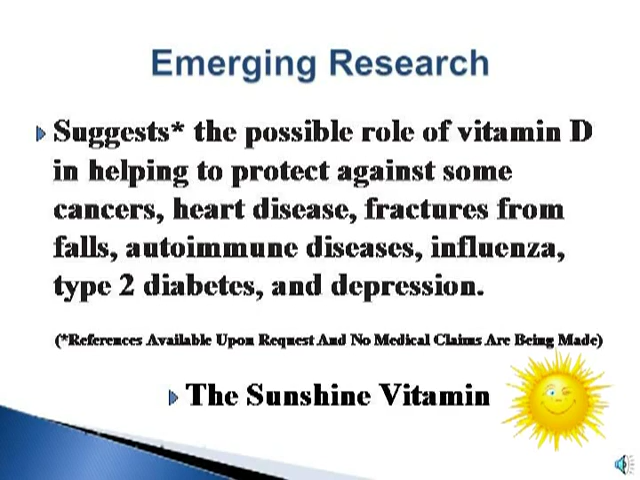 Emerging Research
Suggests* the possible role of vitamin D
in helping to protect against some
cancers, heart disease, fractures from
falls, autoimmune diseases, influenza,
type 2 diabetes, and depression.
(*References Available Upon Request And No Medical Claims Are Being Made)
The Sunshine Vitamin